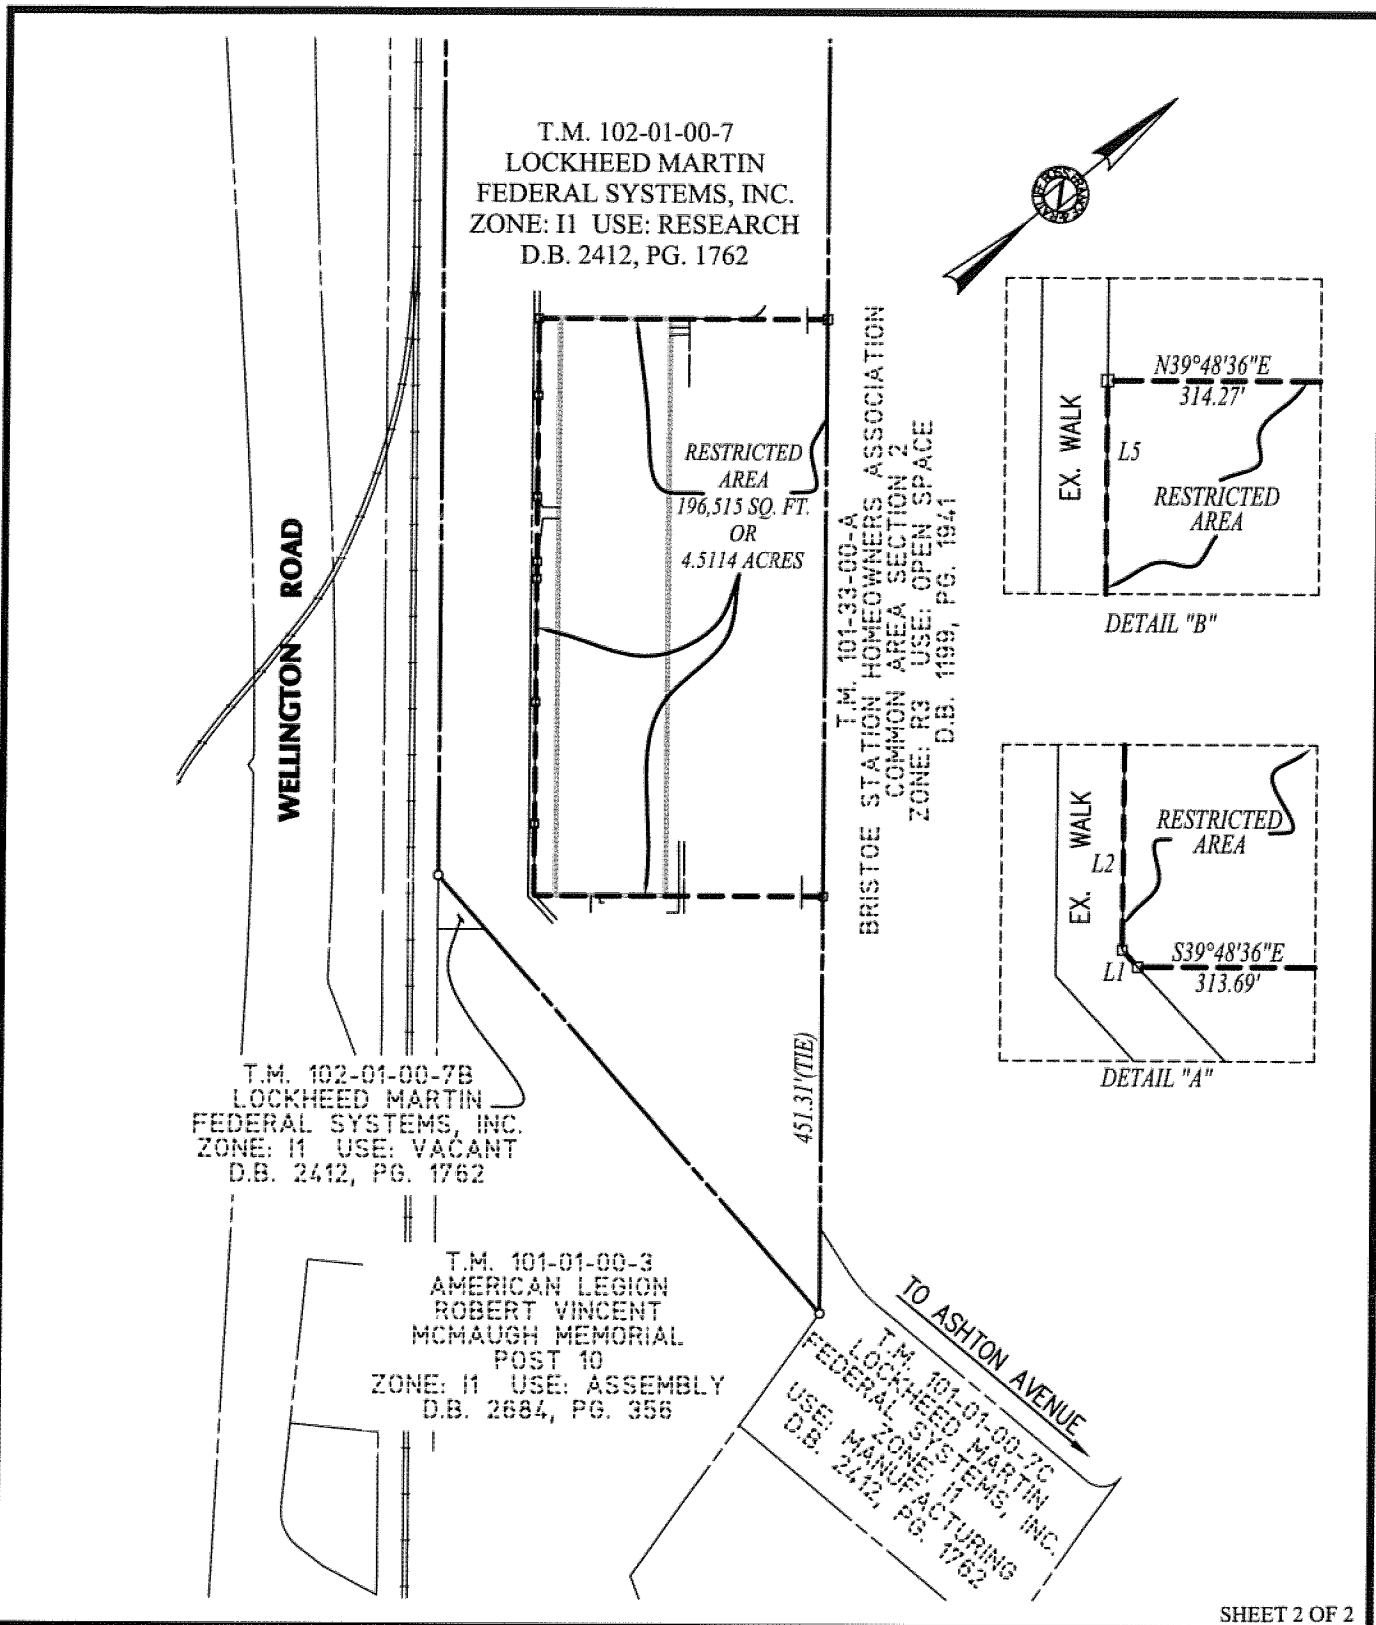 T.M. 102-01-00-7
LOCKHEED MARTIN
FEDERAL SYSTEMS, INC.
ZONE: I1 USE: RESEARCH
D.B. 2412, PG. 1762
WELLINGTON ROAD
RESTRICTED
AREA
196,515 SQ. FT.
OR
4.5114 ACRES
T.M. 101-33-00-A
BRISTOE STATION HOMEOWNERS ASSOCIATION
COMMON AREA SECTION 2
ZONE: R3 USE: OPEN SPACE
D.B. 1199, PG. 1941
EX. WALK
N39°48'36"E
314.27'
L5
RESTRICTED
AREA
DETAIL "B"
EX. WALK
RESTRICTED
AREA
L2
L1
S39°48'36"E
313.69'
DETAIL "A"
451.31'(TIE)
T.M. 102-01-00-7B
LOCKHEED MARTIN
FEDERAL SYSTEMS, INC.
ZONE: I1 USE: VACANT
D.B. 2412, PG. 1762
T.M. 101-01-00-3
AMERICAN LEGION
ROBERT VINCENT
MCMAUGH MEMORIAL
POST 10
ZONE: I1 USE: ASSEMBLY
D.B. 2684, PG. 356
TO ASHTON AVENUE
T.M. 101-01-00-7C
LOCKHEED MARTIN
FEDERAL SYSTEMS, INC.
ZONE: I1
USE: MANUFACTURING
D.B. 2412, PG. 1762
SHEET 2 OF 2